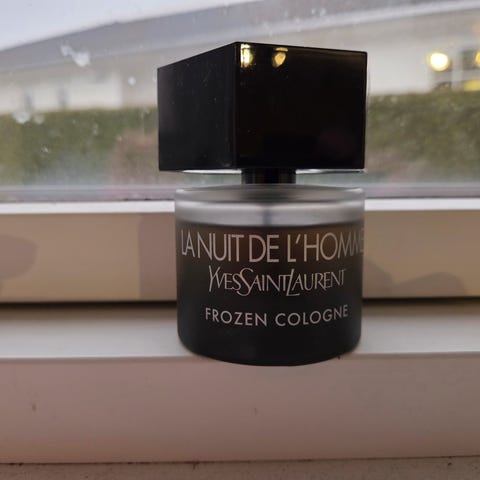 LA NUIT DE L'HOMME
YVESSAINTLAURENT
FROZEN COLOGNE